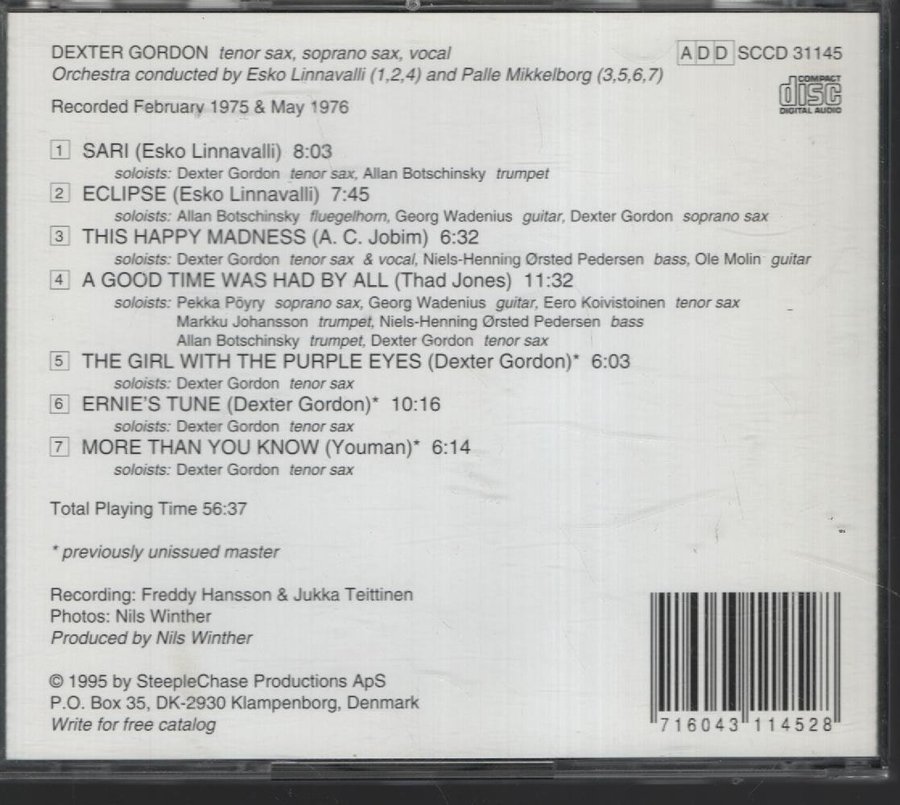 DEXTER GORDON tenor sax, soprano sax, vocal
ADD SCCD 31145
Orchestra conducted by Esko Linnavalli (1,2,4) and Palle Mikkelborg (3,5,6,7)
COMPACT
disc
DIGITAL AUDIO
Recorded February 1975 & May 1976
1 SARI (Esko Linnavalli) 8:03
soloists: Dexter Gordon tenor sax, Allan Botschinsky trumpet
2 ECLIPSE (Esko Linnavalli) 7:45
soloists: Allan Botschinsky fluegelhorn, Georg Wadenius guitar, Dexter Gordon soprano sax
3 THIS HAPPY MADNESS (A. C. Jobim) 6:32
soloists: Dexter Gordon tenor sax & vocal, Niels-Henning Ørsted Pedersen bass, Ole Molin guitar
4 A GOOD TIME WAS HAD BY ALL (Thad Jones) 11:32
soloists: Pekka Pöyry soprano sax, Georg Wadenius guitar, Eero Koivistoinen tenor sax
Markku Johansson trumpet, Niels-Henning Ørsted Pedersen bass
Allan Botschinsky trumpet, Dexter Gordon tenor sax
5 THE GIRL WITH THE PURPLE EYES (Dexter Gordon)* 6:03
soloists: Dexter Gordon tenor sax
6 ERNIE'S TUNE (Dexter Gordon)* 10:16
soloists: Dexter Gordon tenor sax
7 MORE THAN YOU KNOW (Youman)* 6:14
soloists: Dexter Gordon tenor sax
Total Playing Time 56:37
* previously unissued master
Recording: Freddy Hansson & Jukka Teittinen
Photos: Nils Winther
Produced by Nils Winther
© 1995 by SteepleChase Productions ApS
P.O. Box 35, DK-2930 Klampenborg, Denmark
Write for free catalog
716043 114528